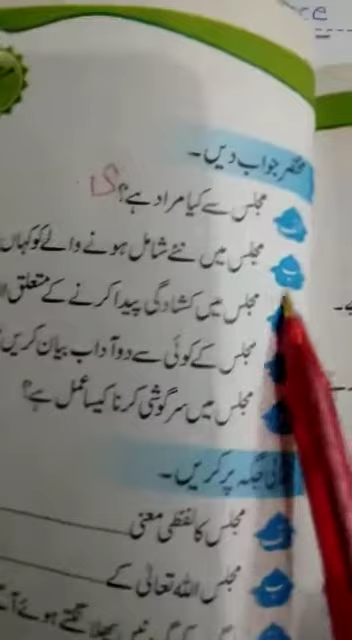 ce
مختصر جواب دیں۔
مجلس سے کیا مراد ہے؟
مجلس میں نئے شامل ہونے والے کو کہاں
مجلس میں کشادگی پیدا کرنے کے متعلق
مجلس کے کوئی سے دو آداب بیان کریں
مجلس میں سرگوشی کرنا کیسا عمل ہے؟
خالی جگہ پر کریں۔
مجلس کا لفظی معنی
مجلس اللہ تعالیٰ کے